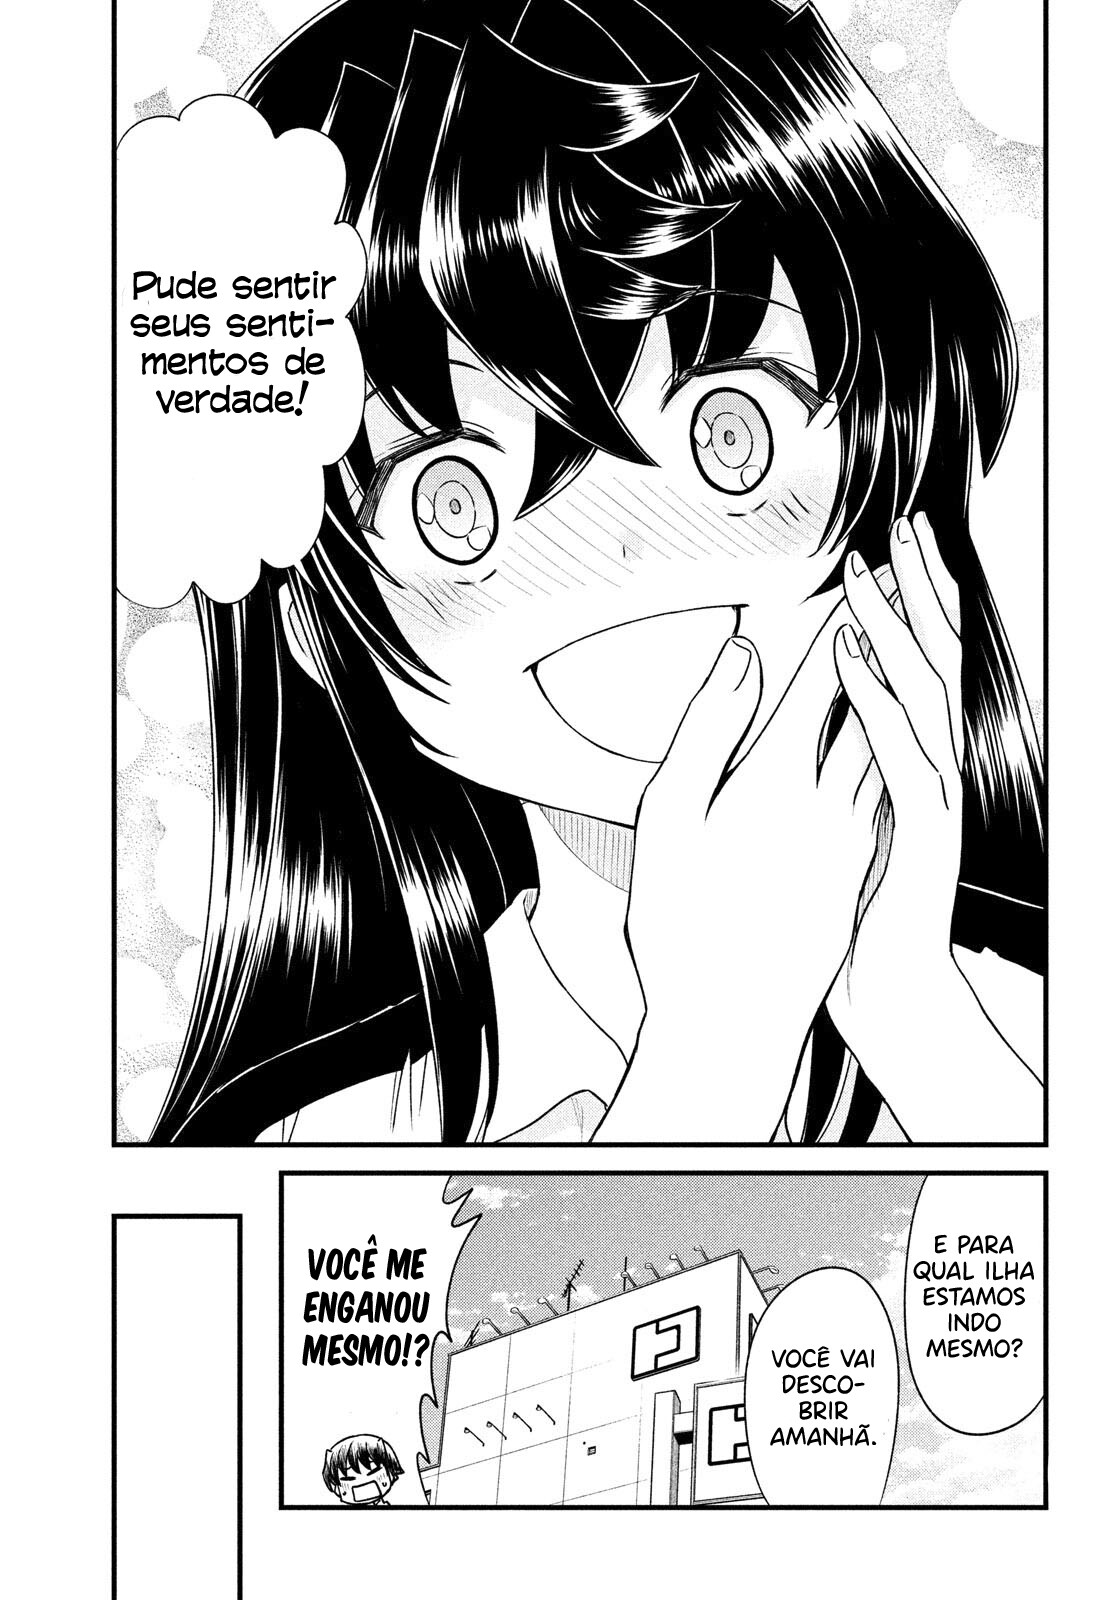 Pude sentir
seus senti-
mentos de
verdade!
E PARA
QUAL ILHA
ESTAMOS
INDO
MESMO?
VOCÊ VAI
DESCO-
BRIR
AMANHÃ.
VOCÊ ME
ENGANOU
MESMO!?